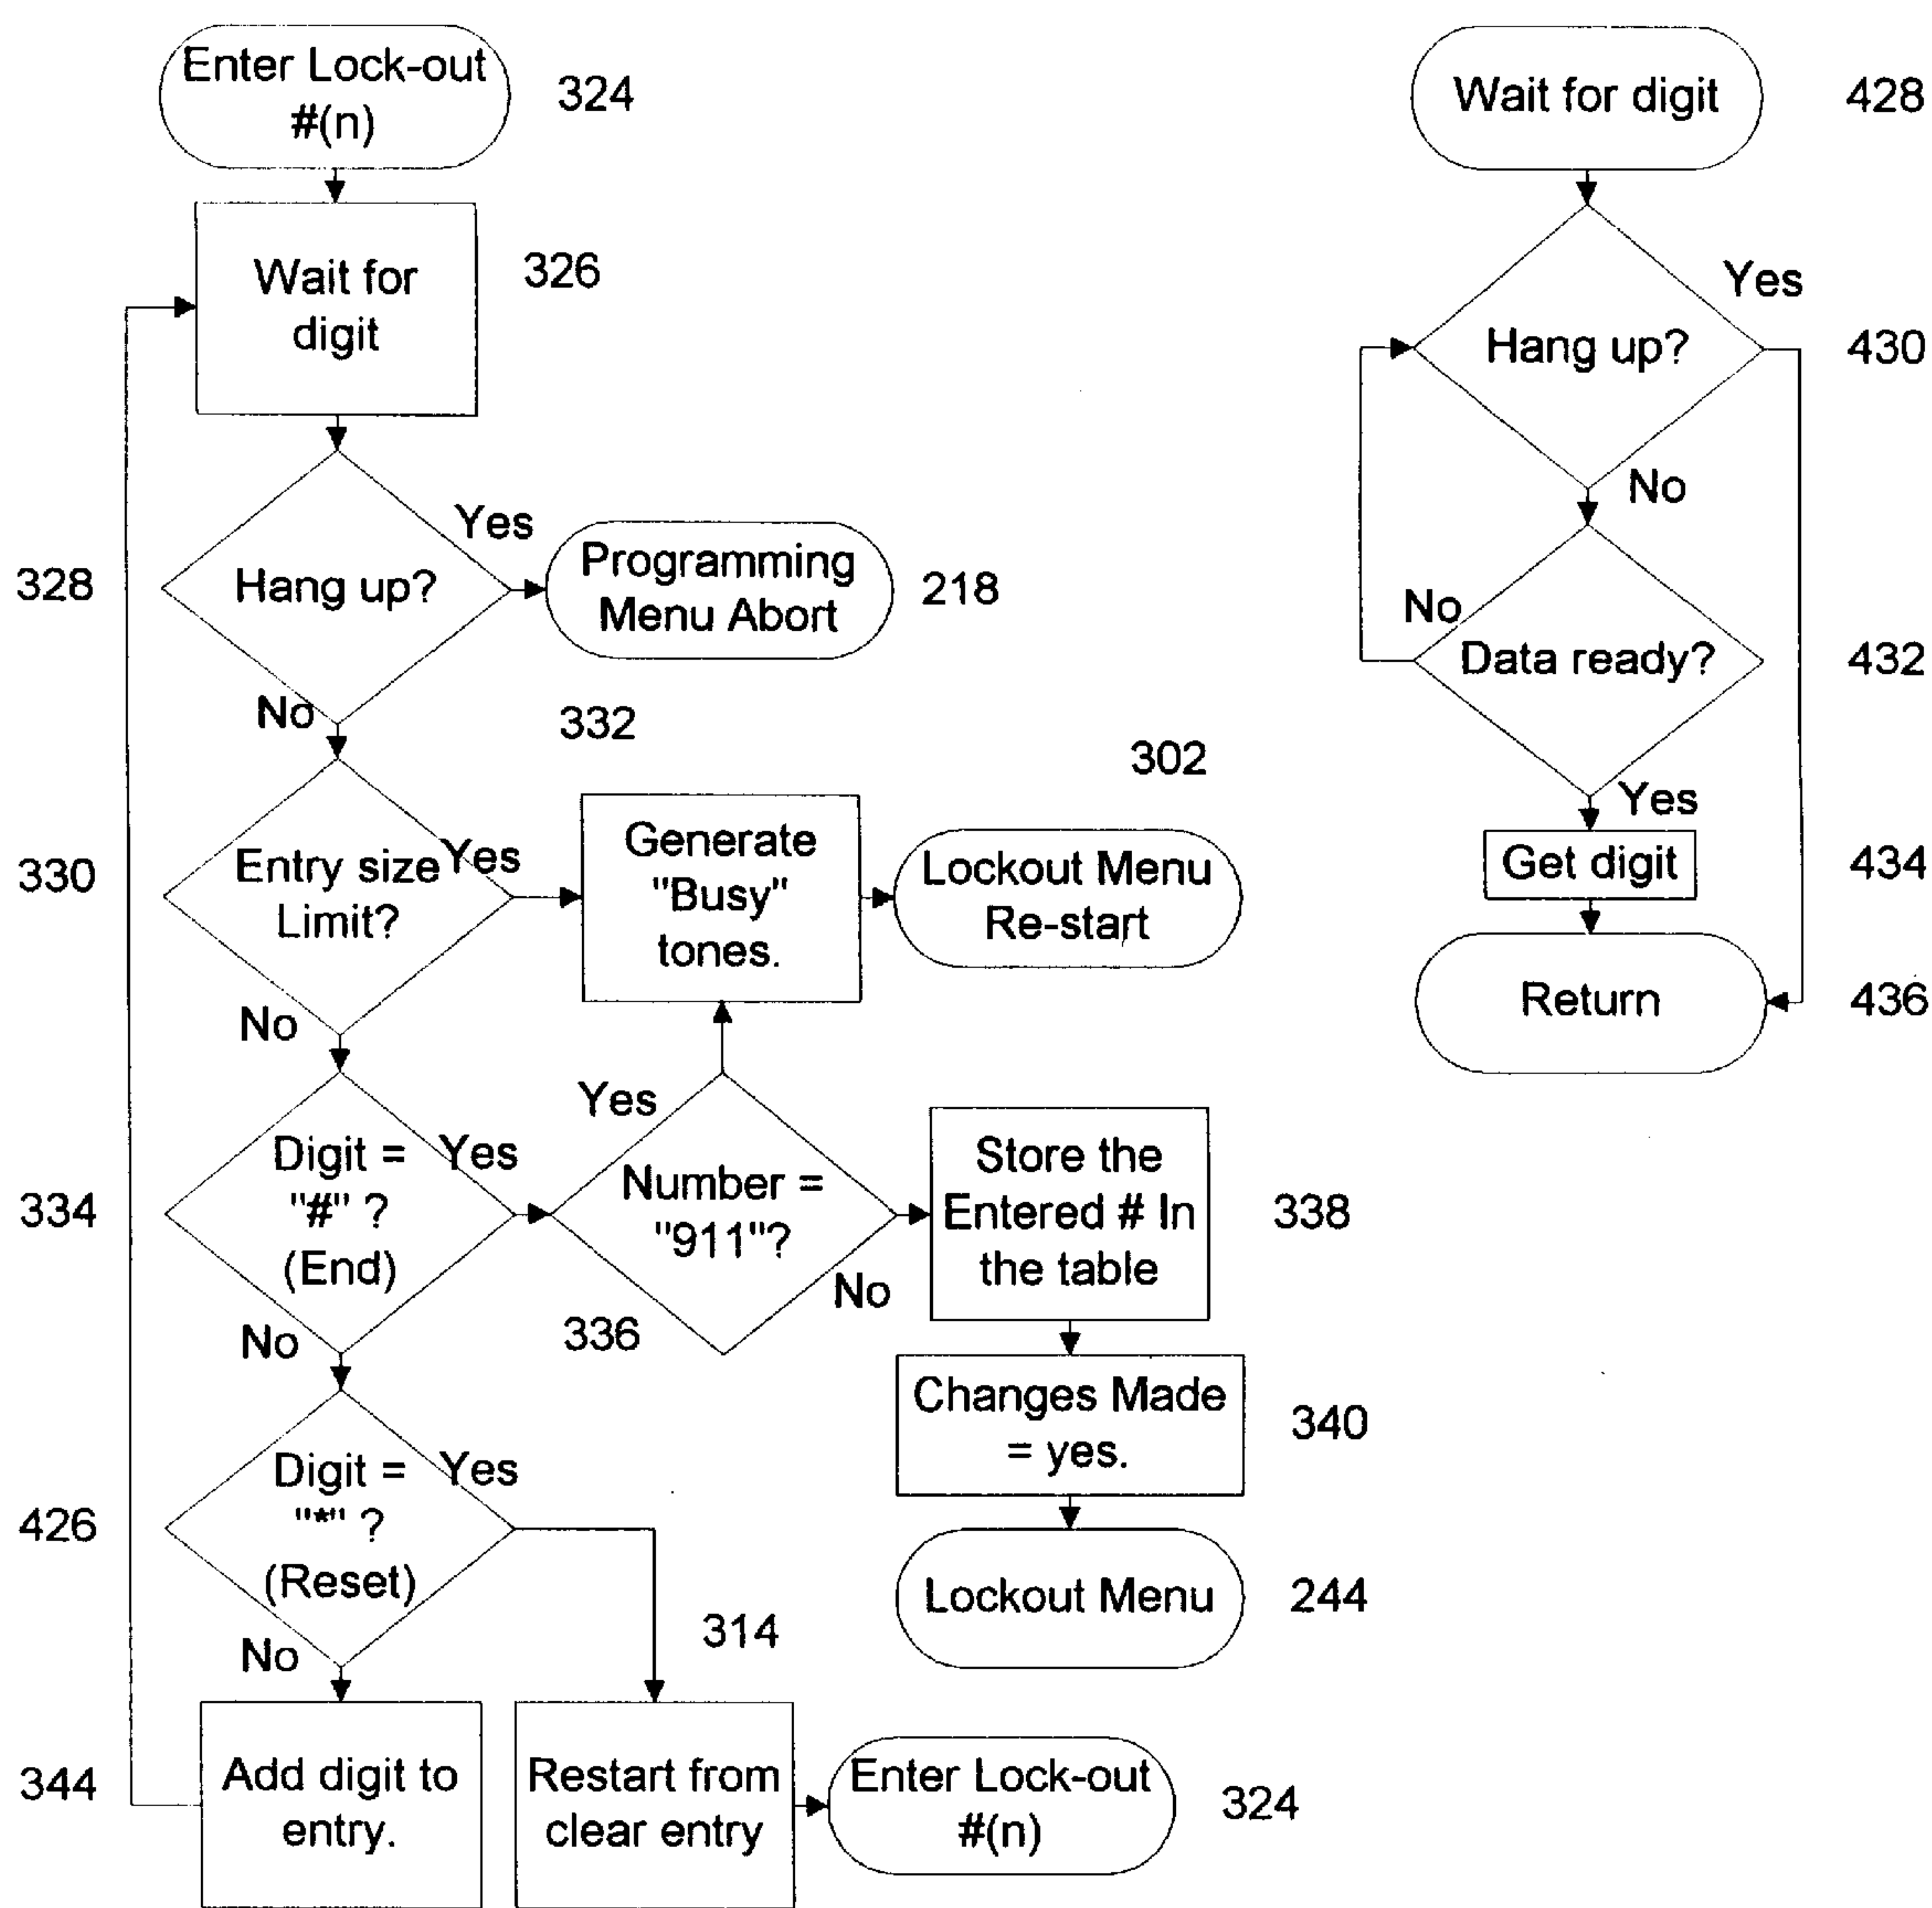 Enter Lock-out
#(n)
324
Wait for
digit
326
Hang up?
328
Yes
No
Programming
Menu Abort
218
332
Entry size
Limit?
330
Yes
No
Generate
"Busy"
tones.
302
Lockout Menu
Re-start
Digit =
"#" ?
(End)
334
Yes
No
Number =
"911"?
336
Yes
No
Store the
Entered # In
the table
338
Changes Made
= yes.
340
Lockout Menu
244
Digit =
"*" ?
(Reset)
426
Yes
No
314
Add digit to
entry.
344
Restart from
clear entry
Enter Lock-out
#(n)
324
Wait for digit
428
Yes
Hang up?
430
No
No
Data ready?
432
Yes
Get digit
434
Return
436